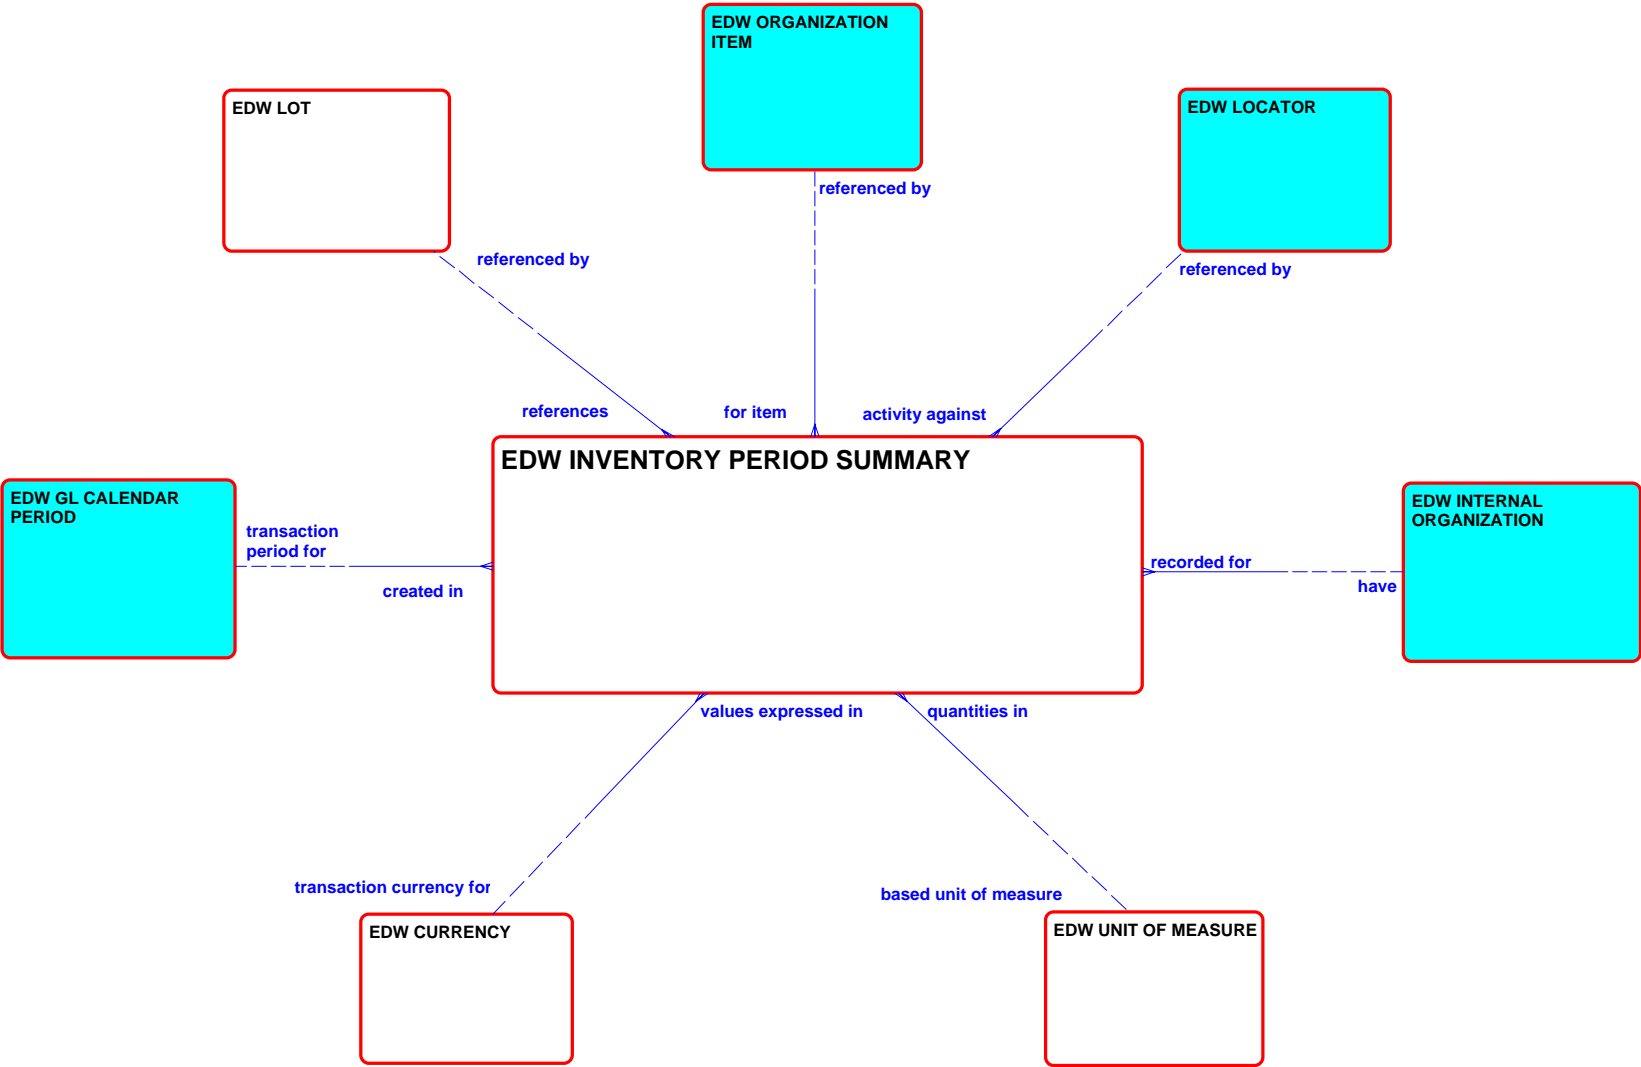 EDW ORGANIZATION
ITEM
EDW LOT
EDW LOCATOR
referenced by
referenced by
referenced by
references
for item
activity against
EDW INVENTORY PERIOD SUMMARY
EDW GL CALENDAR
PERIOD
EDW INTERNAL
ORGANIZATION
transaction
period for
created in
recorded for
have
values expressed in
quantities in
transaction currency for
based unit of measure
EDW CURRENCY
EDW UNIT OF MEASURE